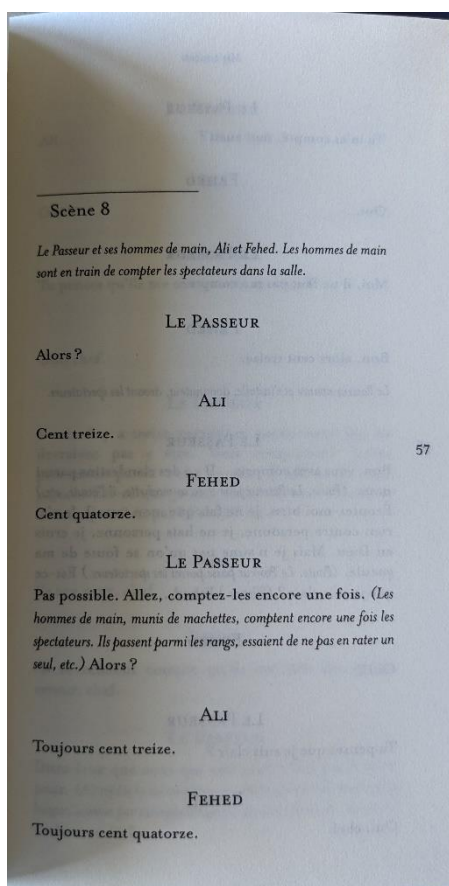 Scène 8
Le Passeur et ses hommes de main, Ali et Fehed. Les hommes de main
sont en train de compter les spectateurs dans la salle.
LE PASSEUR
Alors ?
ALI
Cent treize.
57
FEHED
Cent quatorze.
LE PASSEUR
Pas possible. Allez, comptez-les encore une fois. (Les
hommes de main, munis de machettes, comptent encore une fois les
spectateurs. Ils passent parmi les rangs, essaient de ne pas en rater un
seul, etc.) Alors ?
ALI
Toujours cent treize.
FEHED
Toujours cent quatorze.